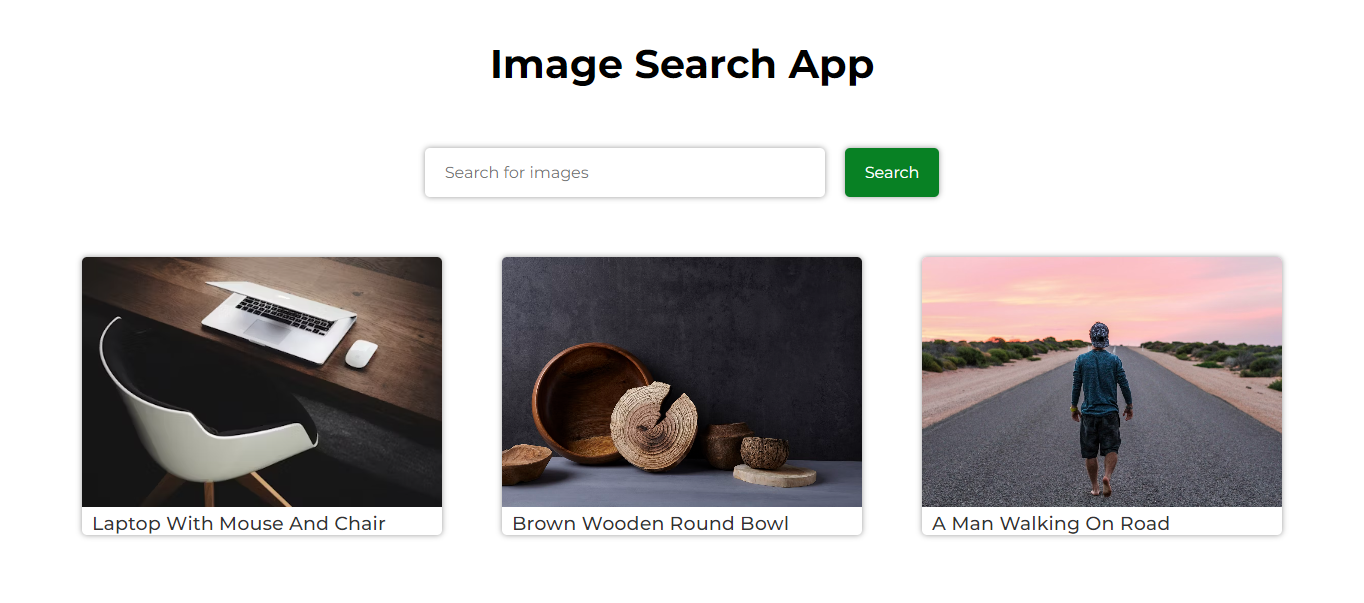 Image Search App
Search for images
Search
Laptop With Mouse And Chair
Brown Wooden Round Bowl
A Man Walking On Road